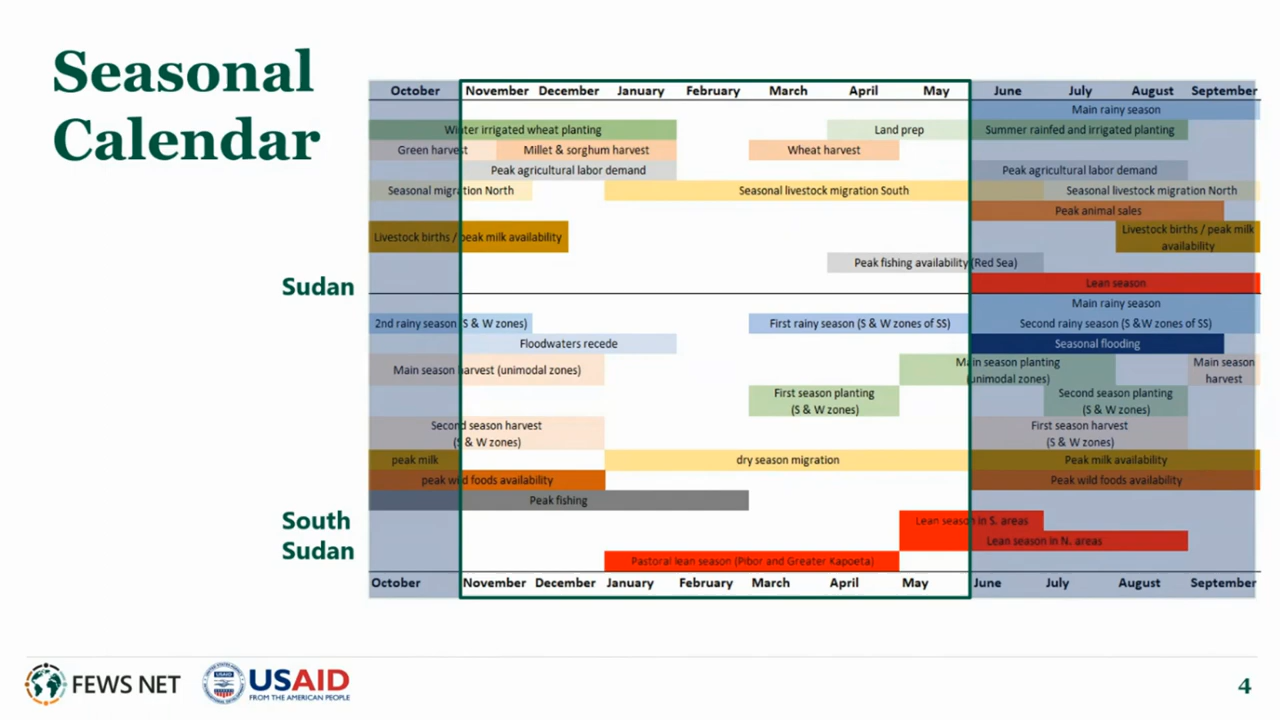 Seasonal
Calendar
October November December January February March April May June July August September
Main rainy season
Winter irrigated wheat planting Land prep Summer rainfed and irrigated planting
Green harvest Millet & sorghum harvest Wheat harvest
Peak agricultural labor demand Peak agricultural labor demand
Seasonal migration North Seasonal livestock migration South Seasonal livestock migration North
Peak animal sales
Livestock births / peak milk availability Livestock births / peak milk
availability
Peak fishing availability (Red Sea)
Sudan Lean season
Main rainy season
2nd rainy season (S & W zones) First rainy season (S & W zones of SS) Second rainy season (S &W zones of SS)
Floodwaters recede Seasonal flooding
Main season harvest (unimodal zones) Main season planting
(unimodal zones) Main season
harvest
First season planting
(S & W zones) Second season planting
(S & W zones)
Second season harvest
(S & W zones) First season harvest
(S & W zones)
peak milk dry season migration Peak milk availability
peak wild foods availability Peak wild foods availability
Peak fishing
South
Sudan
Lean season in S. areas
Lean season in N. areas
Pastoral lean season (Pibor and Greater Kapoeta)
October November December January February March April May June July August September
FEWS NET
USAID
USAID
FROM THE AMERICAN PEOPLE
4